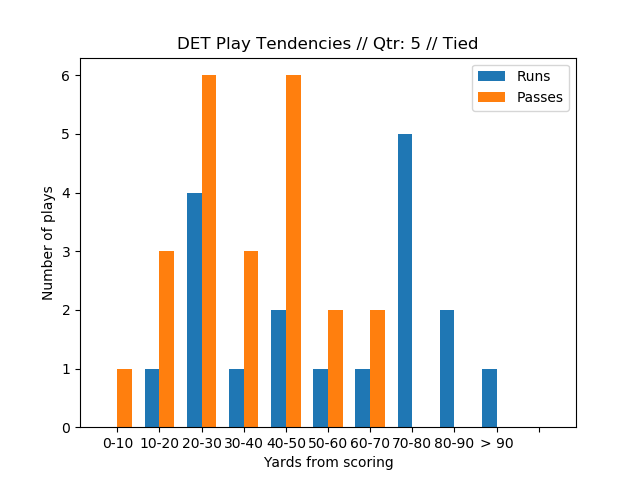 DET Play Tendencies // Qtr: 5 // Tied
Runs
Passes
Number of plays
6
5
4
3
2
1
0
0-10 10-20 20-30 30-40 40-50 50-60 60-70 70-80 80-90 > 90
Yards from scoring